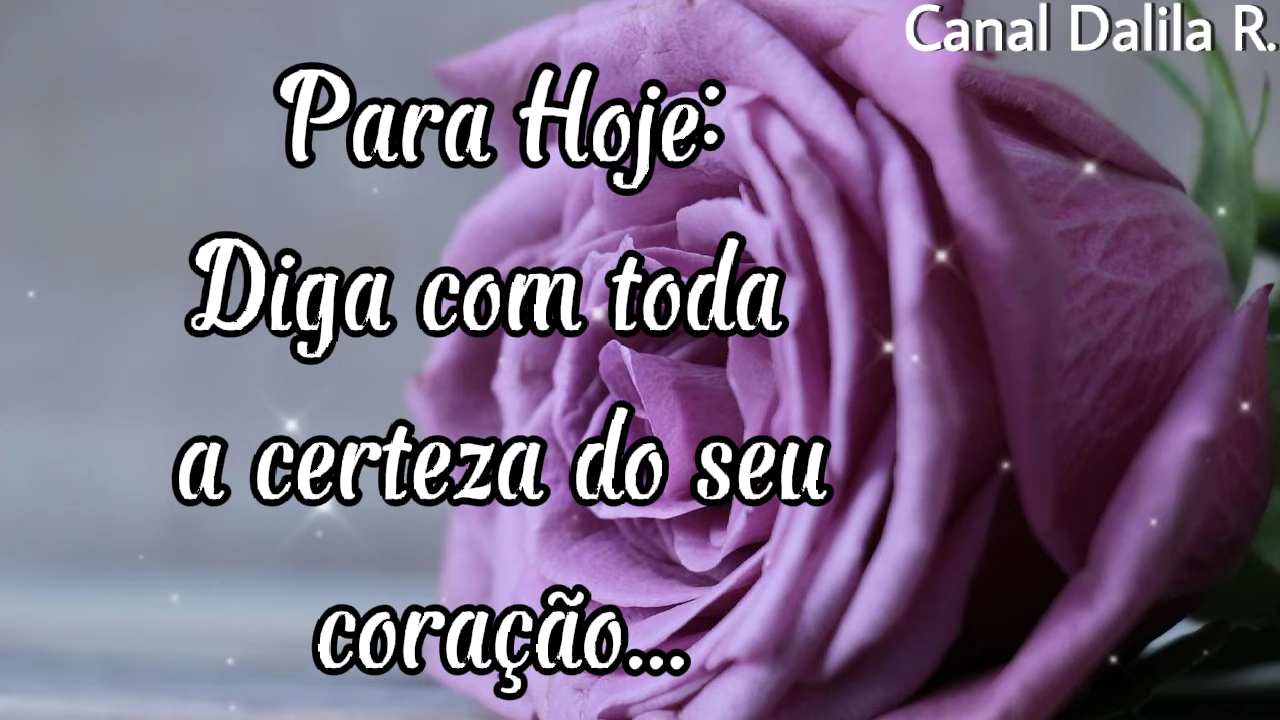 Canal Dalila R.
Para Hoje:
Diga com toda
a certeza do seu
coração...